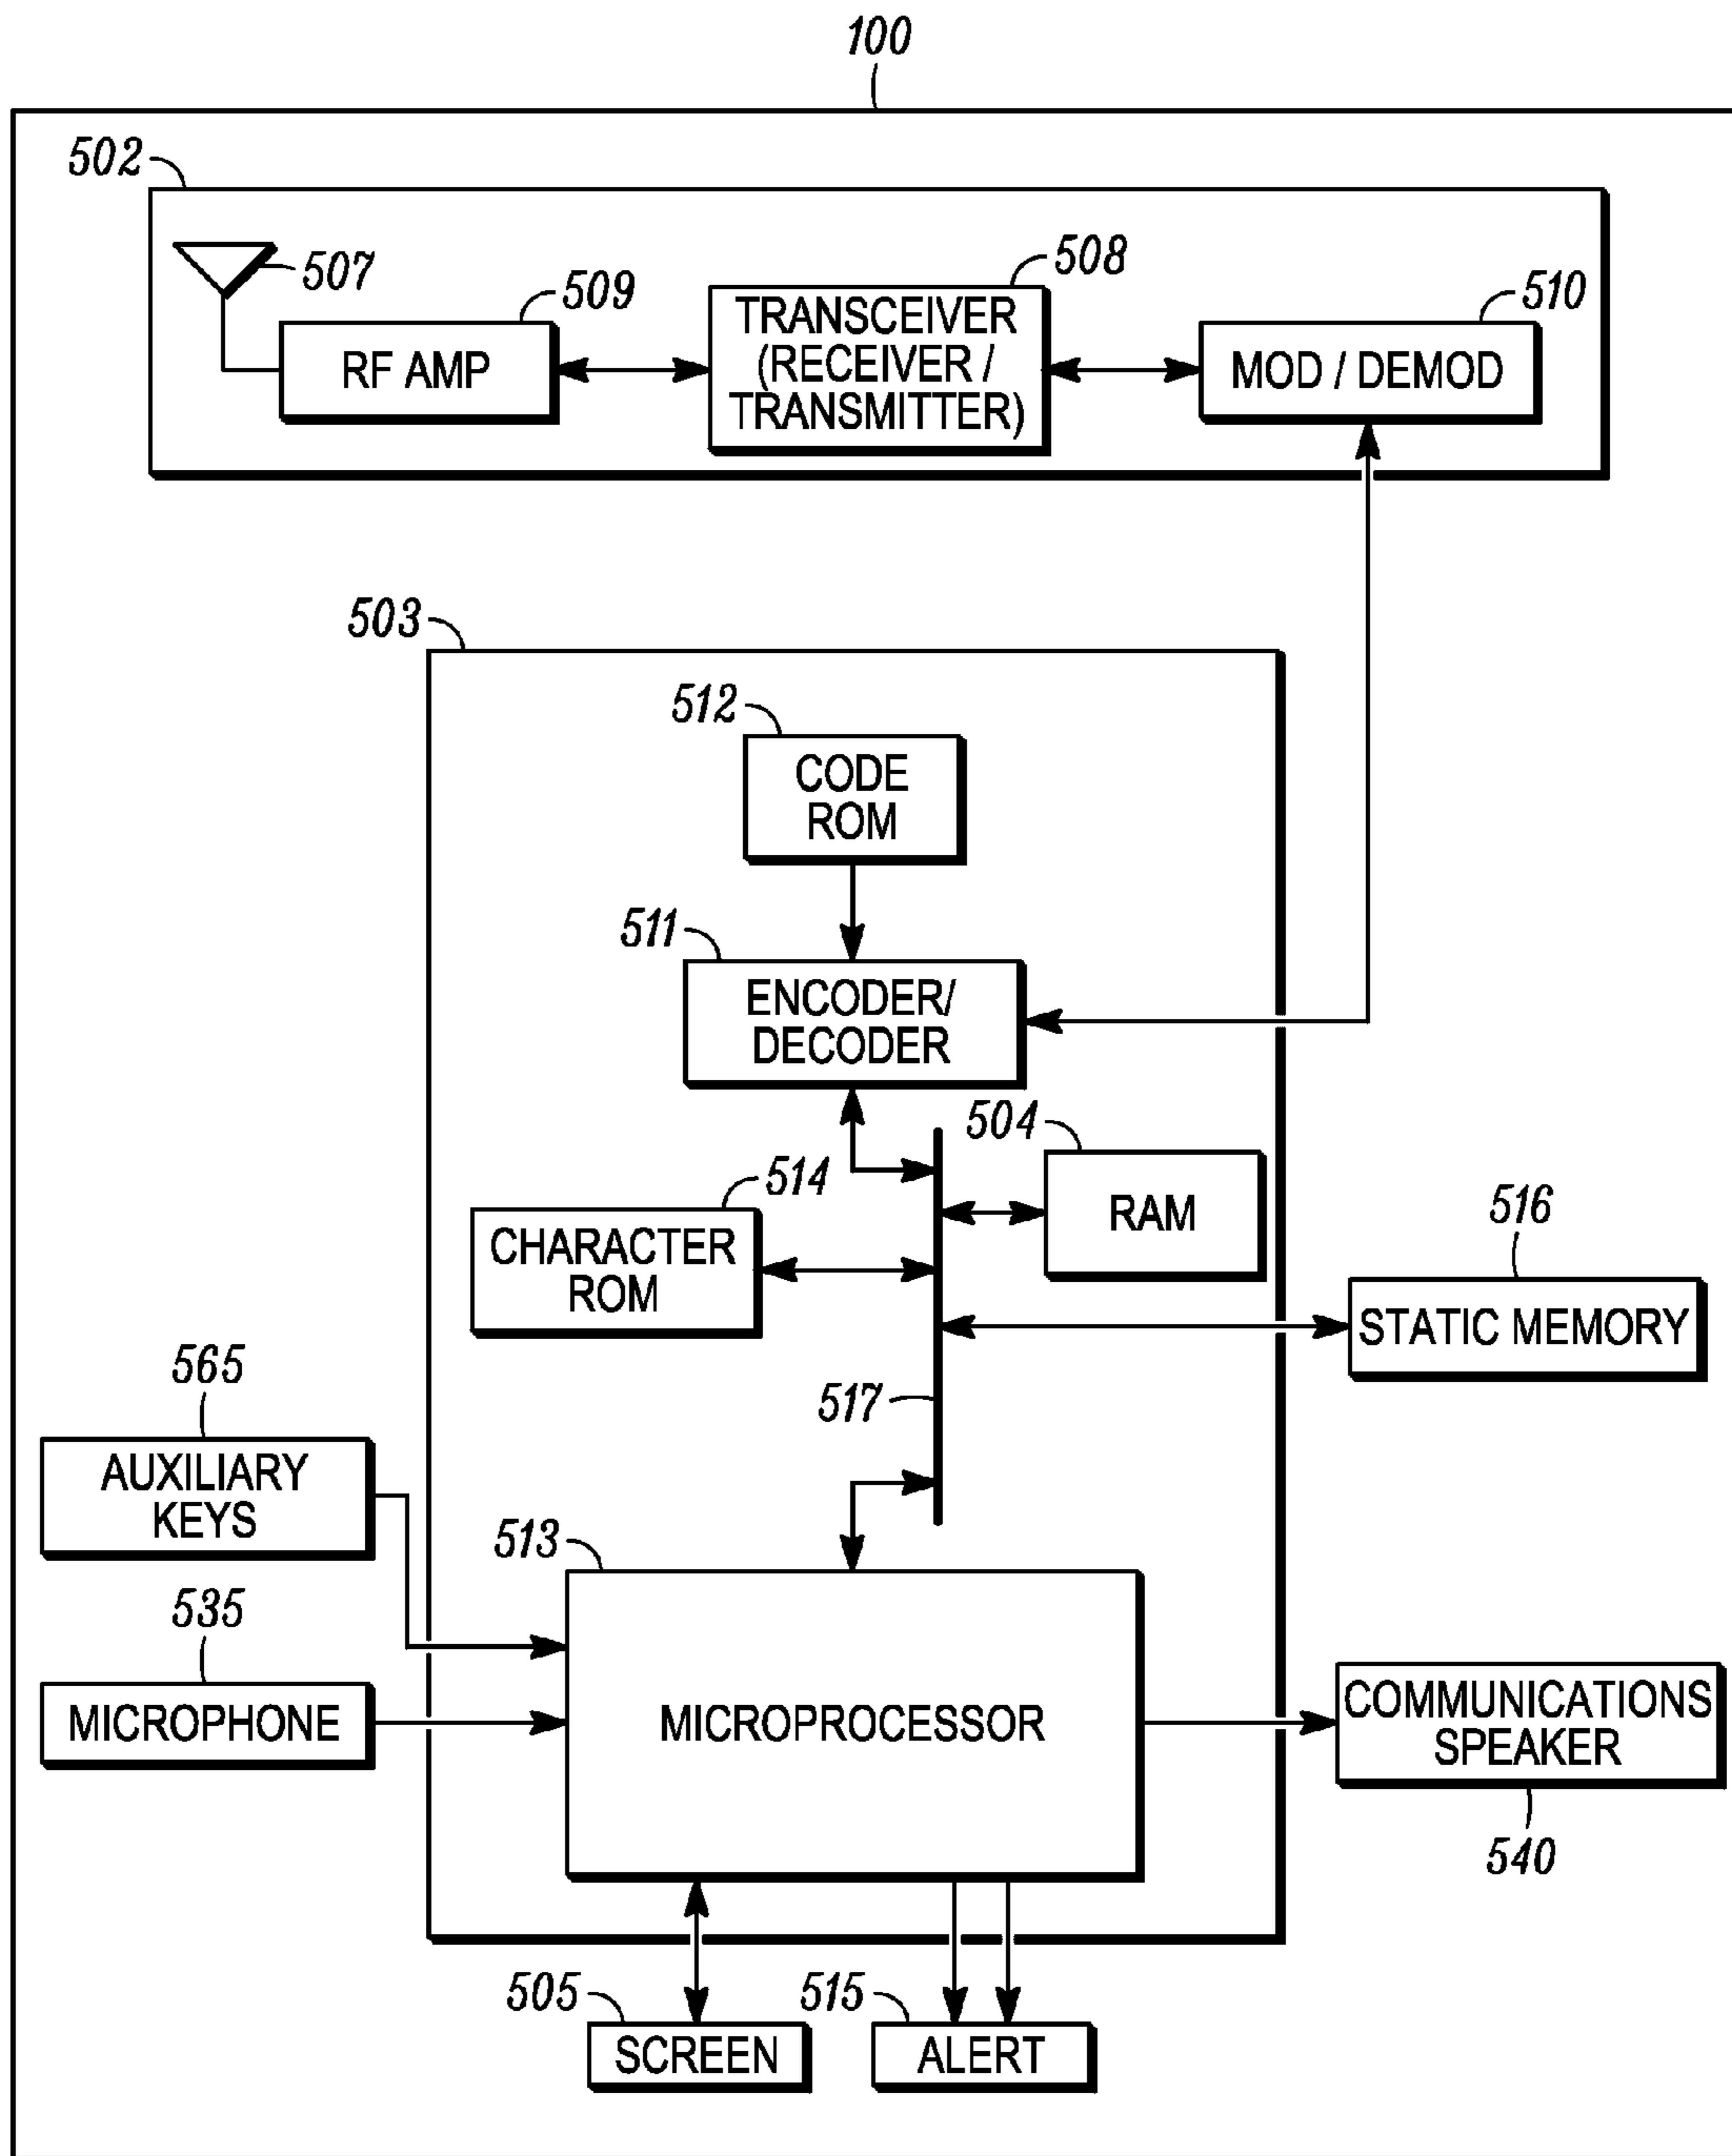 100
502
507
509
508
510
RF AMP
TRANSCEIVER
(RECEIVER /
TRANSMITTER)
MOD / DEMOD
503
512
CODE
ROM
511
ENCODER/
DECODER
504
514
RAM
516
CHARACTER
ROM
STATIC MEMORY
565
517
AUXILIARY
KEYS
513
535
MICROPHONE
MICROPROCESSOR
COMMUNICATIONS
SPEAKER
540
505
515
SCREEN
ALERT